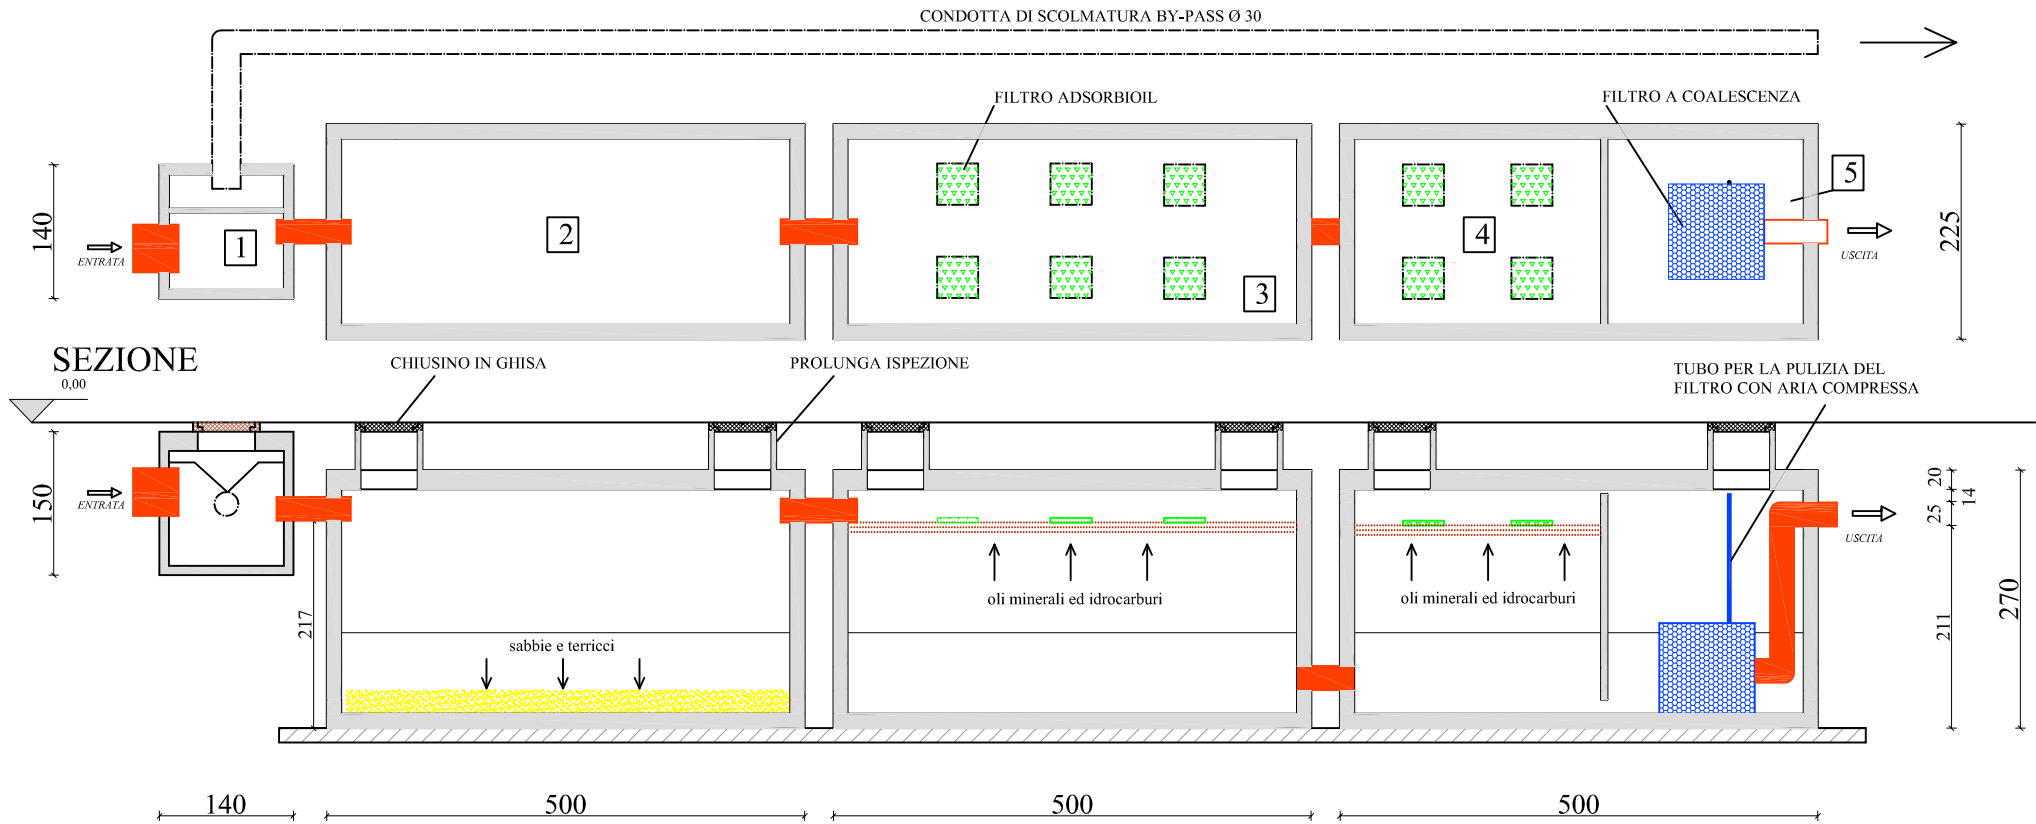 CONDOTTA DI SCOLMATURA BY-PASS Ø 30
FILTRO ADSORBIOIL
FILTRO A COALESCENZA
140
ENTRATA
1
2
3
4
5
USCITA
225
SEZIONE
0,00
CHIUSINO IN GHISA
PROLUNGA ISPEZIONE
TUBO PER LA PULIZIA DEL
FILTRO CON ARIA COMPRESSA
150
ENTRATA
217
sabbie e terricci
oli minerali ed idrocarburi
oli minerali ed idrocarburi
USCITA
20
14
25
211
270
140
500
500
500